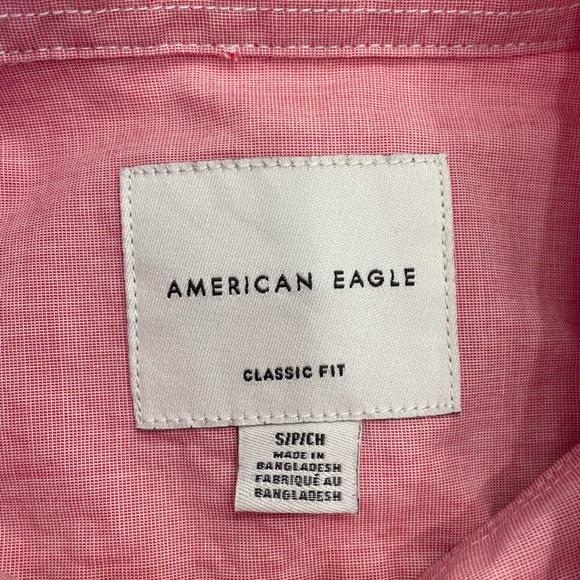 AMERICAN EAGLE
CLASSIC FIT
S/P/CH
MADE IN
BANGLADESH
FABRIQUÉ AU
BANGLADESH